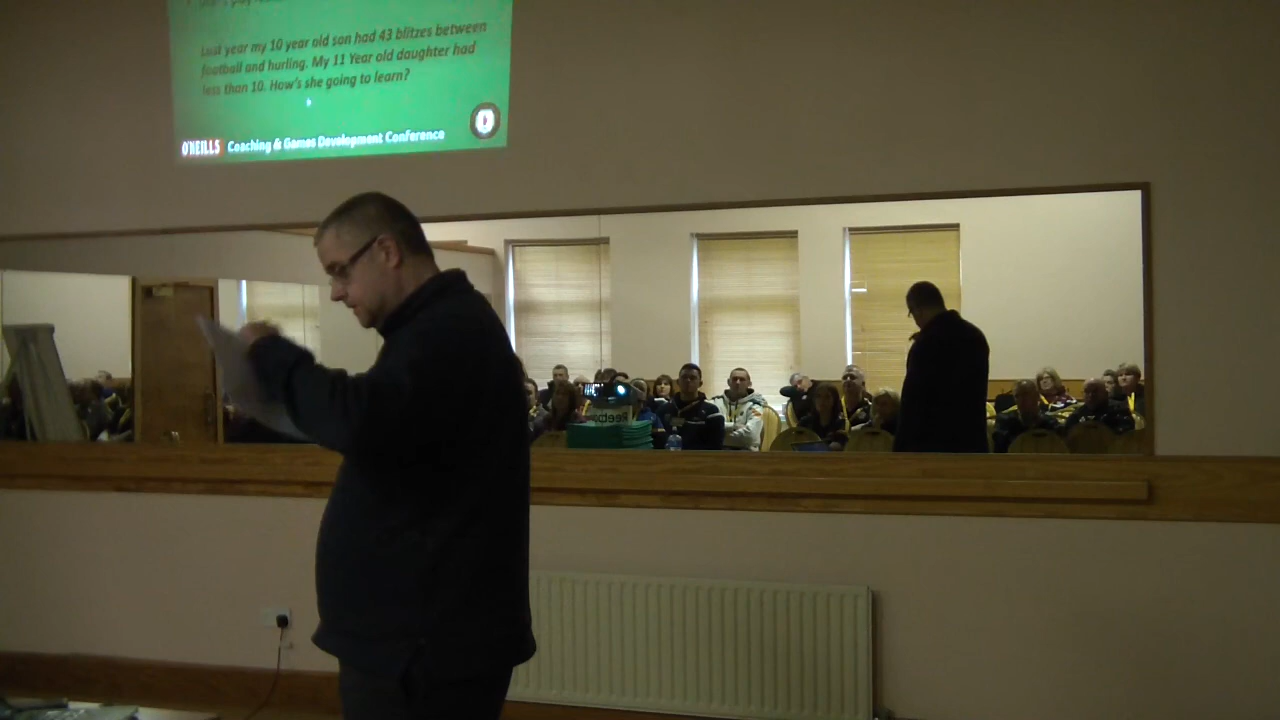 Last year my 10 year old son had 43 blitzes between
football and hurling. My 11 Year old daughter had
less than 10. How's she going to learn?
O'NEILLS Coaching & Games Development Conference